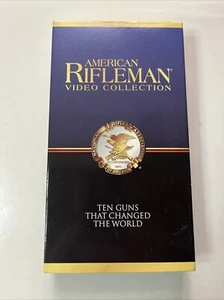 AMERICAN
RIFLEMAN
VIDEO COLLECTION
TEN GUNS
THAT CHANGED
THE WORLD